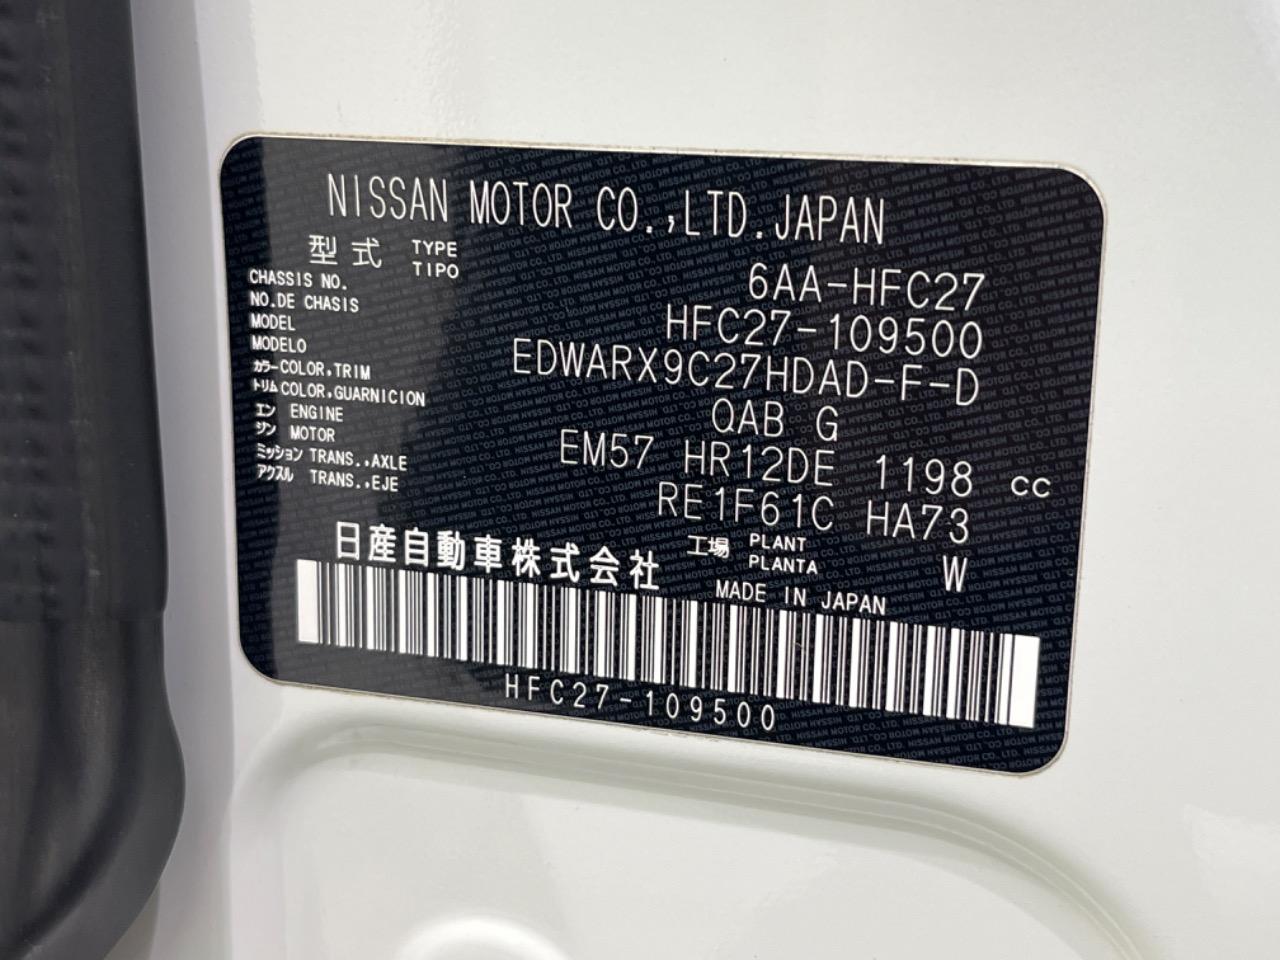 NISSAN MOTOR CO.,LTD.JAPAN
型式 TYPE
TIPO
6AA-HFC27
CHASSIS NO.
NO.DE CHASIS
HFC27-109500
MODEL
MODELO
EDWARX9C27HDAD-F-D
カラー COLOR,TRIM
トリム COLOR,GUARNICION
QAB G
エン ENGINE
ジン MOTOR
EM57 HR12DE 1198 cc
ミッション TRANS.,AXLE
アクスル TRANS.,EJE
RE1F61C HA73
日産自動車株式会社
工場 PLANT
PLANTA
W
MADE IN JAPAN
HFC27-109500